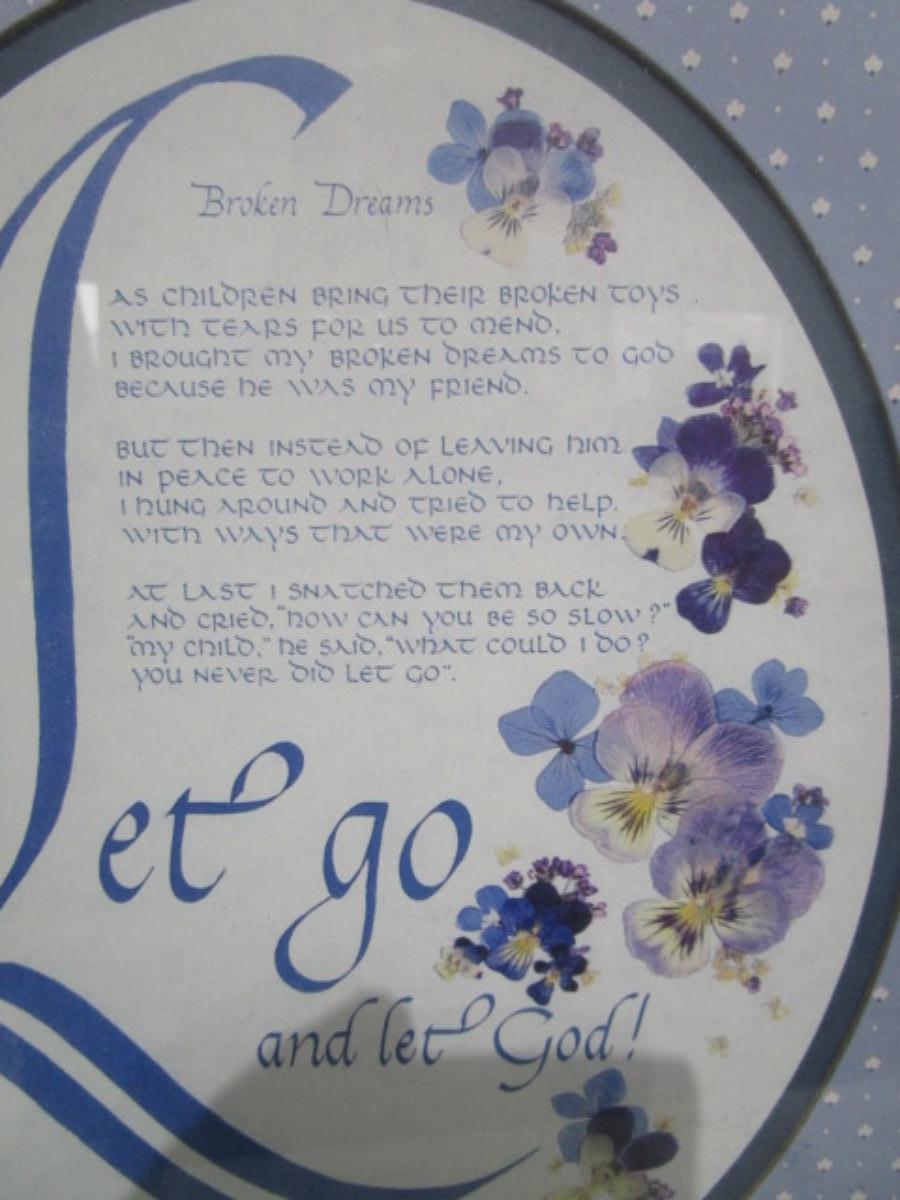 Broken Dreams
AS CHILDREN BRING THEIR BROKEN TOYS
WITH TEARS FOR US TO MEND,
I BROUGHT MY BROKEN DREAMS TO GOD
BECAUSE HE WAS MY FRIEND.
BUT THEN INSTEAD OF LEAVING HIM
IN PEACE TO WORK ALONE,
I HUNG AROUND AND TRIED TO HELP,
WITH WAYS THAT WERE MY OWN.
AT LAST I SNATCHED THEM BACK
AND CRIED, "HOW CAN YOU BE SO SLOW?"
"MY CHILD," HE SAID, "WHAT COULD I DO?
YOU NEVER DID LET GO".
Let go
and let God!